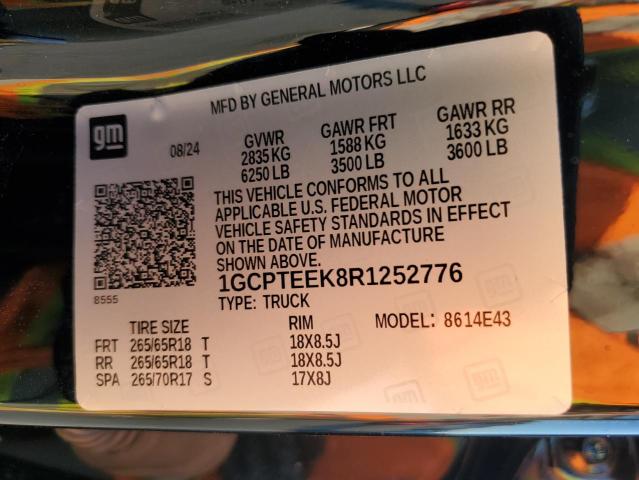 MFD BY GENERAL MOTORS LLC
gm
08/24
GVWR GAWR FRT GAWR RR
2835 KG 1588 KG 1633 KG
6250 LB 3500 LB 3600 LB
THIS VEHICLE CONFORMS TO ALL
APPLICABLE U.S. FEDERAL MOTOR
VEHICLE SAFETY STANDARDS IN EFFECT
ON THE DATE OF MANUFACTURE
SHOWN ABOVE.
8555
1GCPTEEK8R1252776
TYPE: TRUCK
TIRE SIZE RIM MODEL: 8614E43
FRT 265/65R18 T 18X8.5J
RR 265/65R18 T 18X8.5J
SPA 265/70R17 S 17X8J